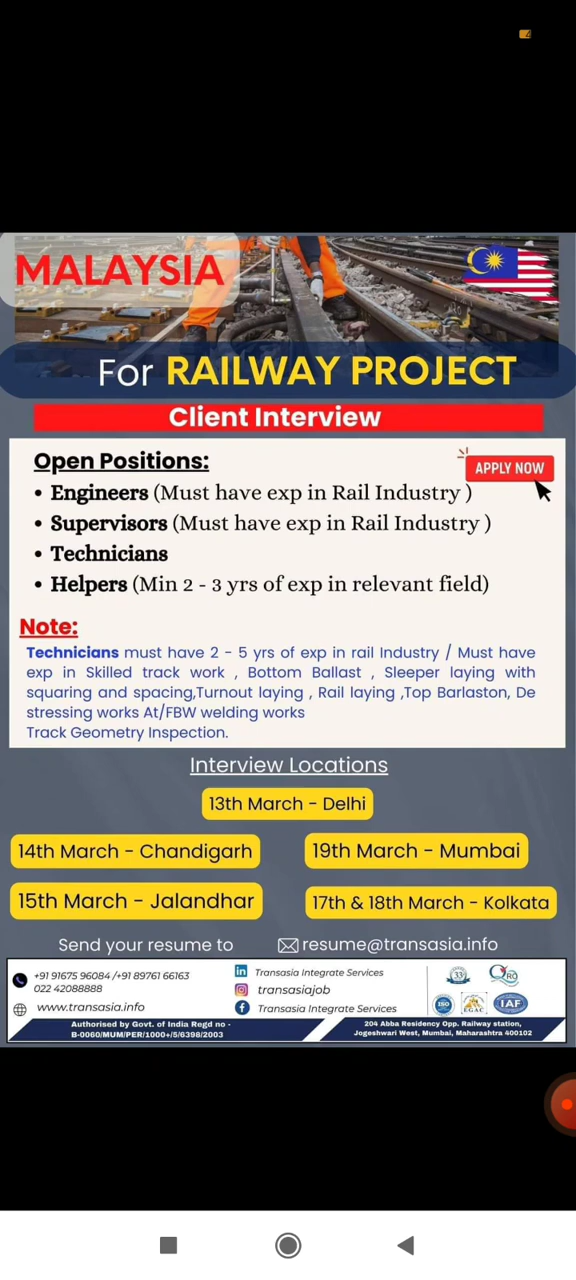 MALAYSIA
For RAILWAY PROJECT
Client Interview
Open Positions:
APPLY NOW
• Engineers (Must have exp in Rail Industry )
• Supervisors (Must have exp in Rail Industry )
• Technicians
• Helpers (Min 2 - 3 yrs of exp in relevant field)
Note:
Technicians must have 2 - 5 yrs of exp in rail Industry / Must have
exp in Skilled track work , Bottom Ballast , Sleeper laying with
squaring and spacing,Turnout laying , Rail laying ,Top Barlaston, De
stressing works At/FBW welding works
Track Geometry Inspection.
Interview Locations
13th March - Delhi
14th March - Chandigarh
19th March - Mumbai
15th March - Jalandhar
17th & 18th March - Kolkata
Send your resume to resume@transasia.info
+91 91675 96084 /+91 89761 66163
022 42088888
www.transasia.info
Transasia Integrate Services
transasiajob
Transasia Integrate Services
33
QRO
ISO
EGAC
IAF
Authorised by Govt. of India Regd no -
B-0060/MUM/PER/1000+/5/6398/2003
204 Abba Residency Opp. Railway station,
Jogeshwari West, Mumbai, Maharashtra 400102